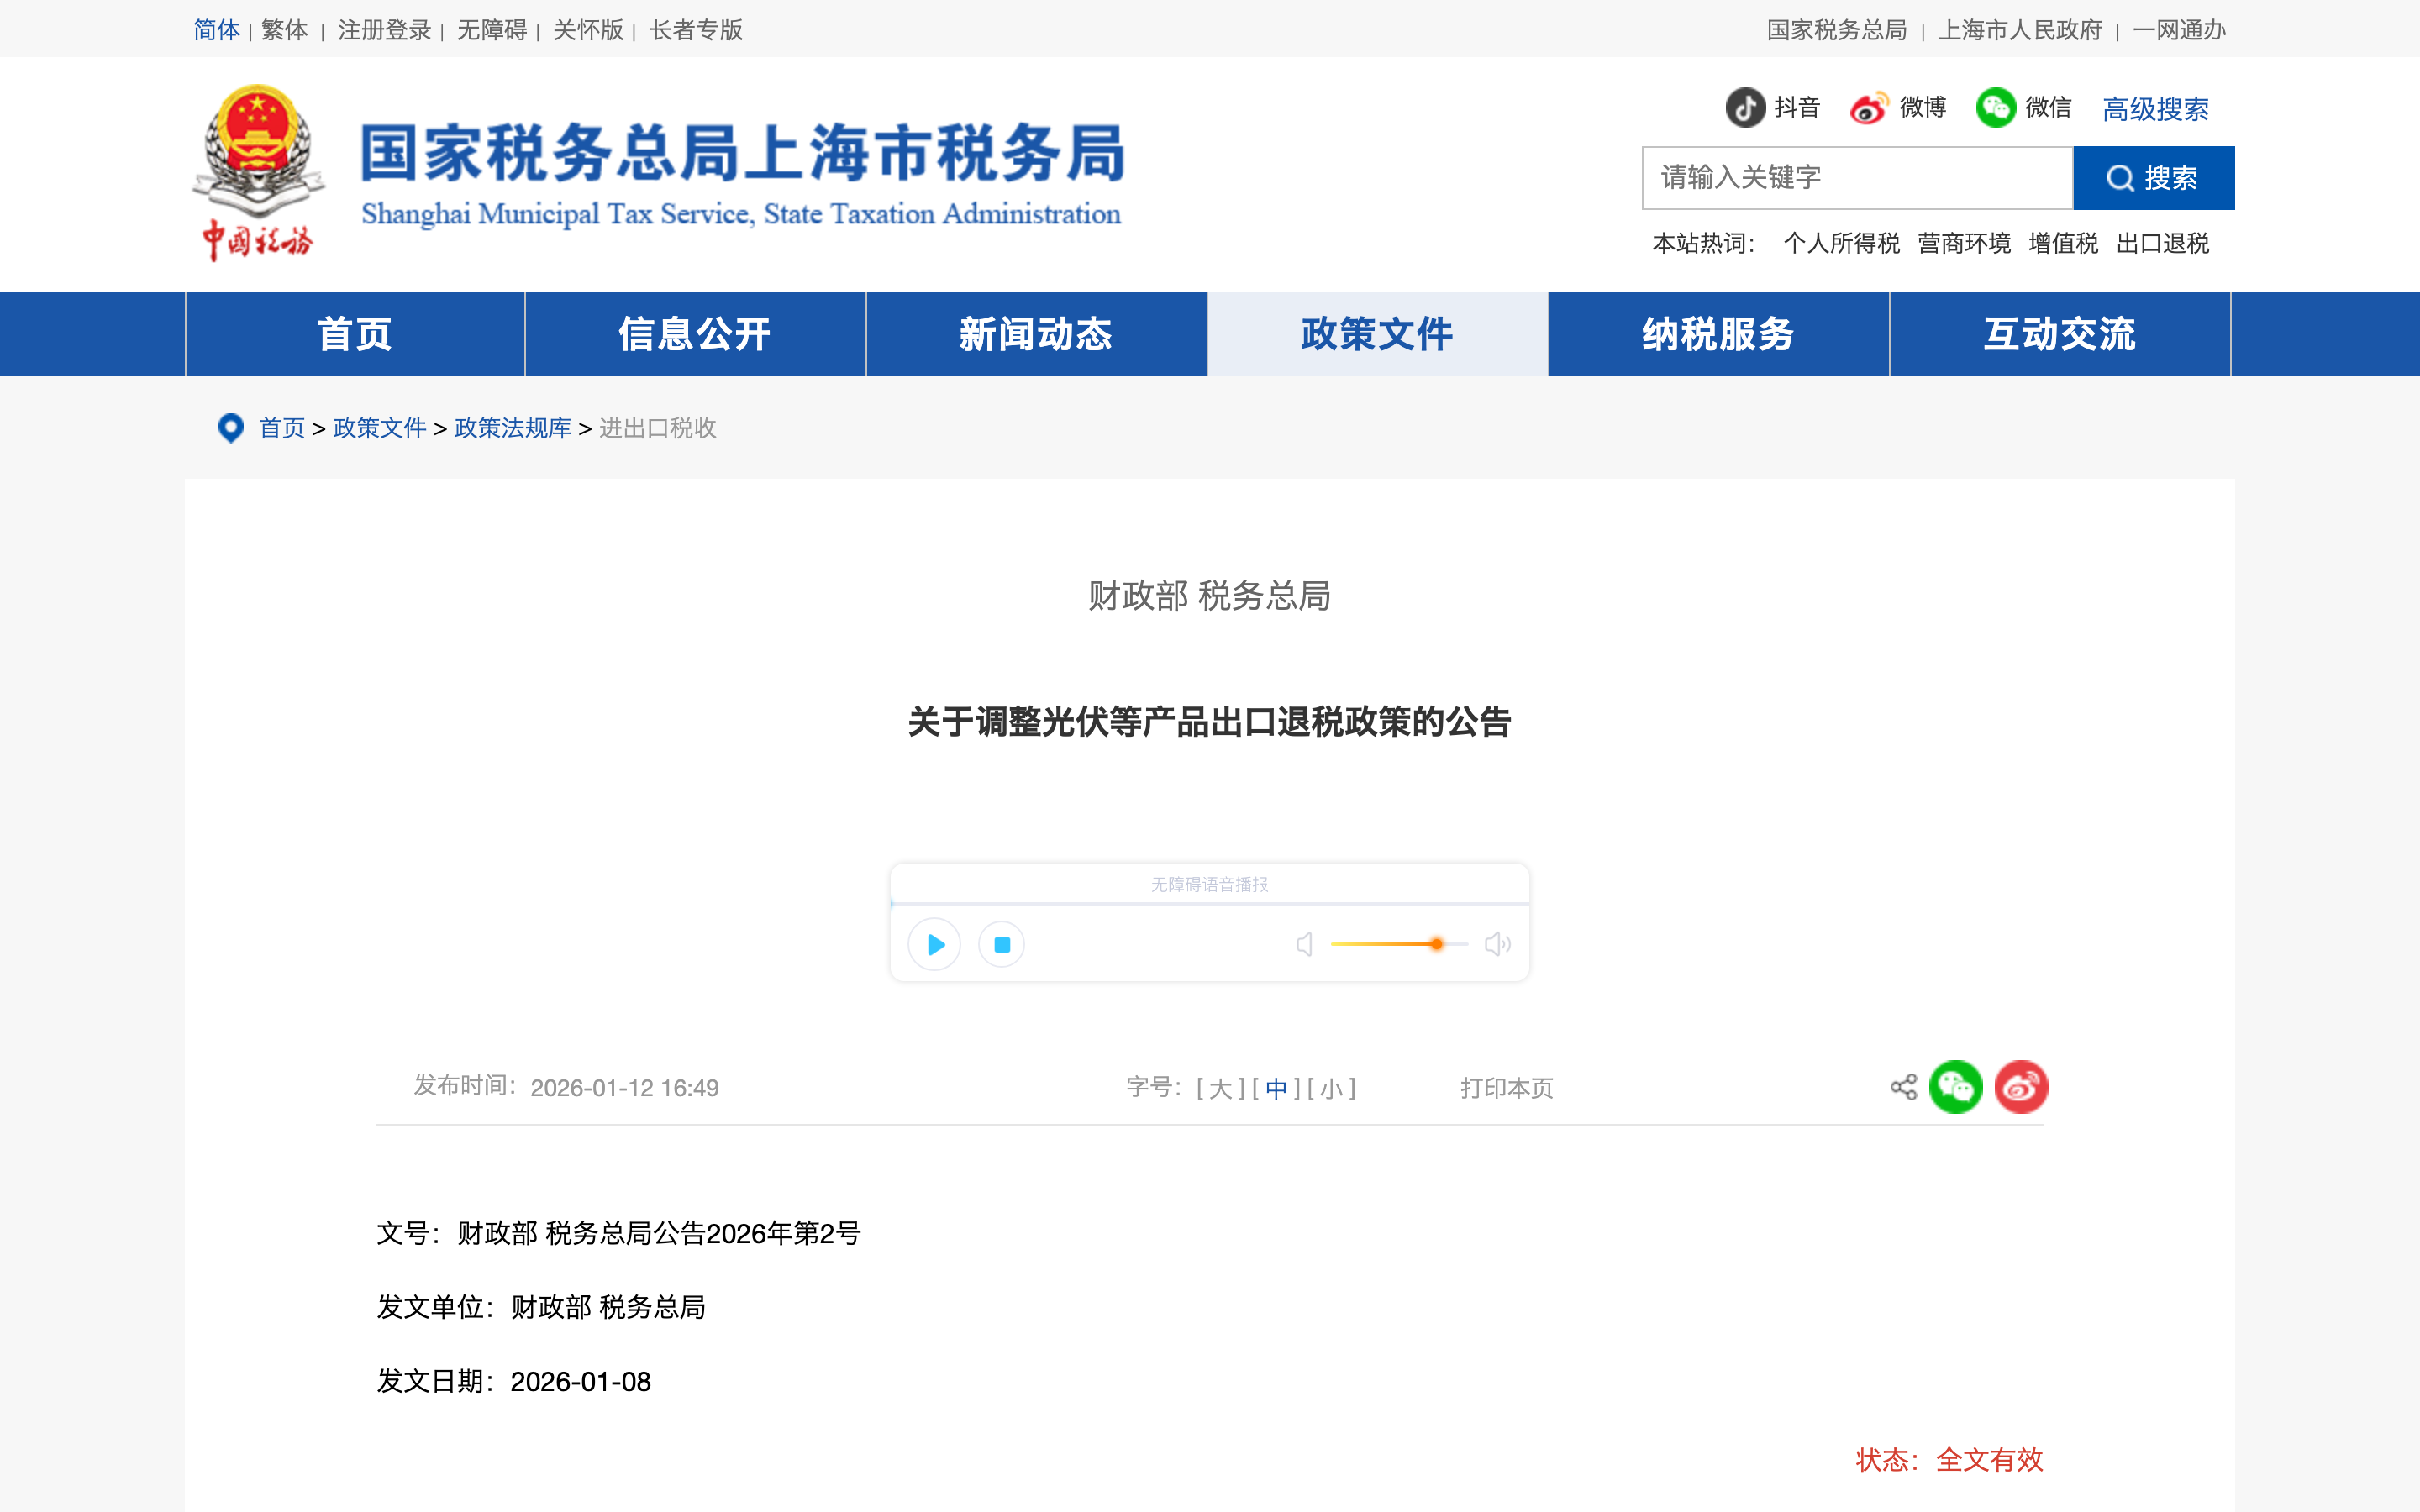 简体 | 繁体 | 注册登录 | 无障碍 | 关怀版 | 长者专版
国家税务总局 | 上海市人民政府 | 一网通办
中国税务
国家税务总局上海市税务局
Shanghai Municipal Tax Service, State Taxation Administration
抖音 微博 微信 高级搜索
请输入关键字 搜索
本站热词： 个人所得税 营商环境 增值税 出口退税
首页 信息公开 新闻动态 政策文件 纳税服务 互动交流
首页 > 政策文件 > 政策法规库 > 进出口税收
财政部 税务总局
关于调整光伏等产品出口退税政策的公告
无障碍语音播报
发布时间：2026-01-12 16:49 字号：[ 大 ] [ 中 ] [ 小 ] 打印本页
文号：财政部 税务总局公告2026年第2号
发文单位：财政部 税务总局
发文日期：2026-01-08
状态：全文有效